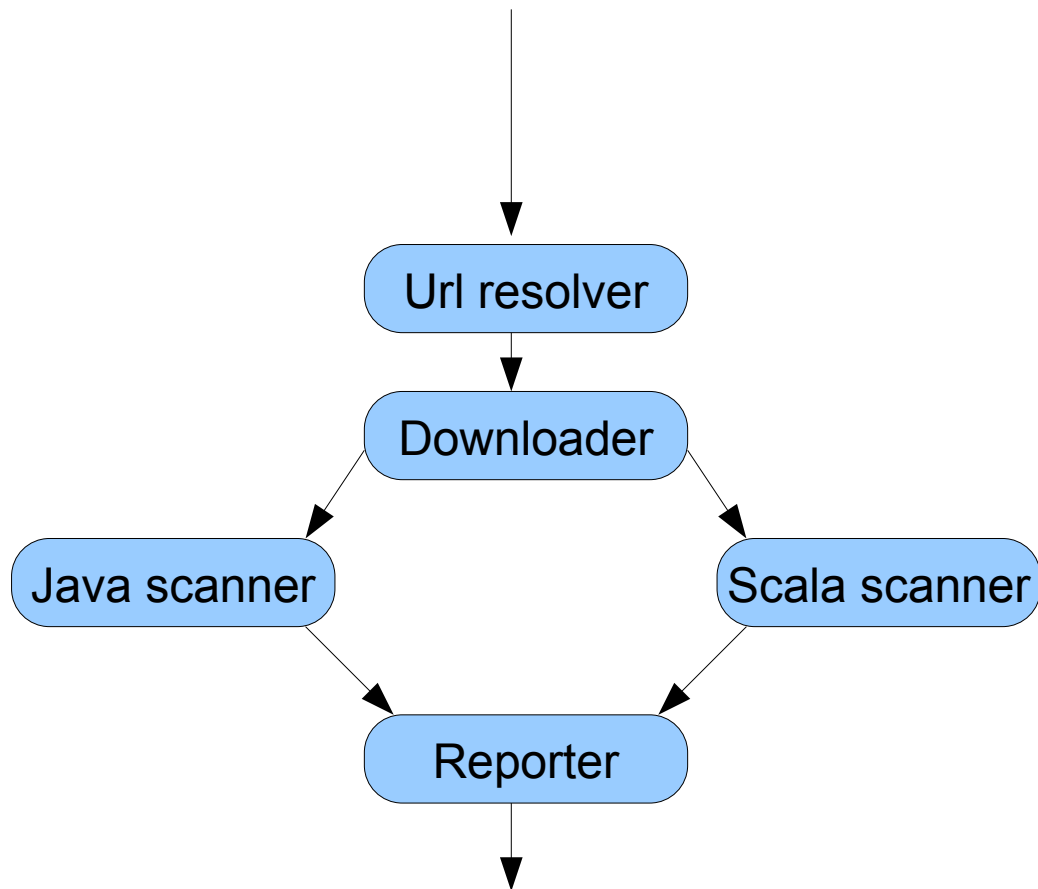 Url resolver
Downloader
Java scanner
Scala scanner
Reporter